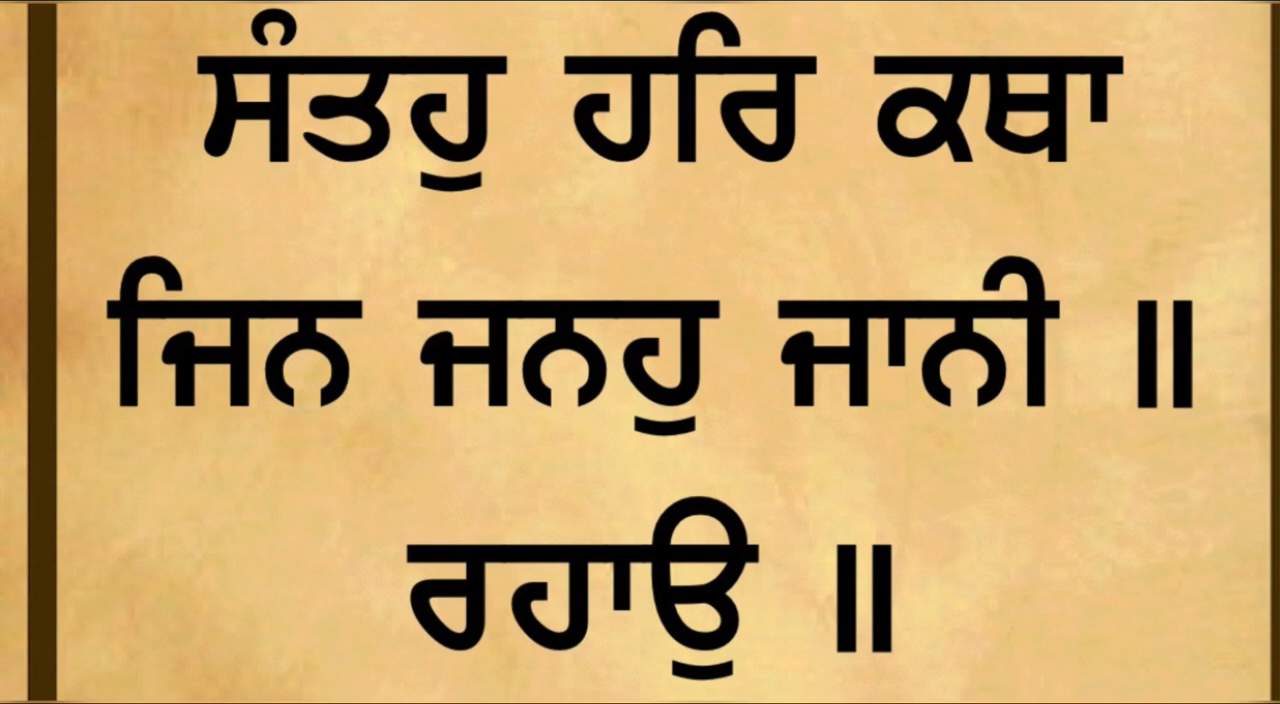 ਸੰਤਹੁ ਹਰਿ ਕਥਾ
ਜਿਨ ਜਨਹੁ ਜਾਨੀ ॥
ਰਹਾਉ ॥